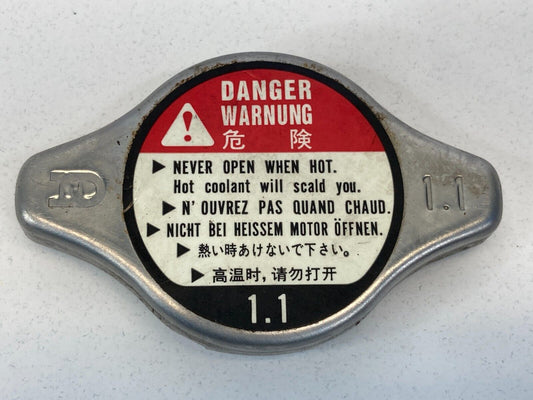 DANGER
WARNUNG
危 険
▶ NEVER OPEN WHEN HOT.
Hot coolant will scald you.
▶ N' OUVREZ PAS QUAND CHAUD.
▶ NICHT BEI HEISSEM MOTOR ÖFFNEN.
▶ 熱い時あけないで下さい。
▶ 高温时, 请勿打开
1.1
1.1